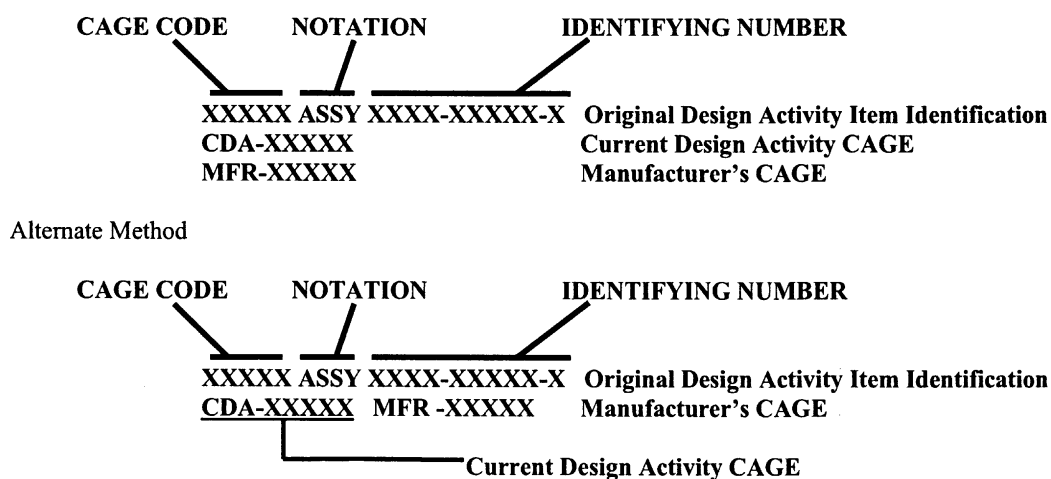 CAGE CODE NOTATION IDENTIFYING NUMBER
XXXXX ASSY XXXX-XXXXX-X Original Design Activity Item Identification
CDA-XXXXX Current Design Activity CAGE
MFR-XXXXX Manufacturer's CAGE
Alternate Method
CAGE CODE NOTATION IDENTIFYING NUMBER
XXXXX ASSY XXXX-XXXXX-X Original Design Activity Item Identification
CDA-XXXXX MFR -XXXXX Manufacturer's CAGE
Current Design Activity CAGE